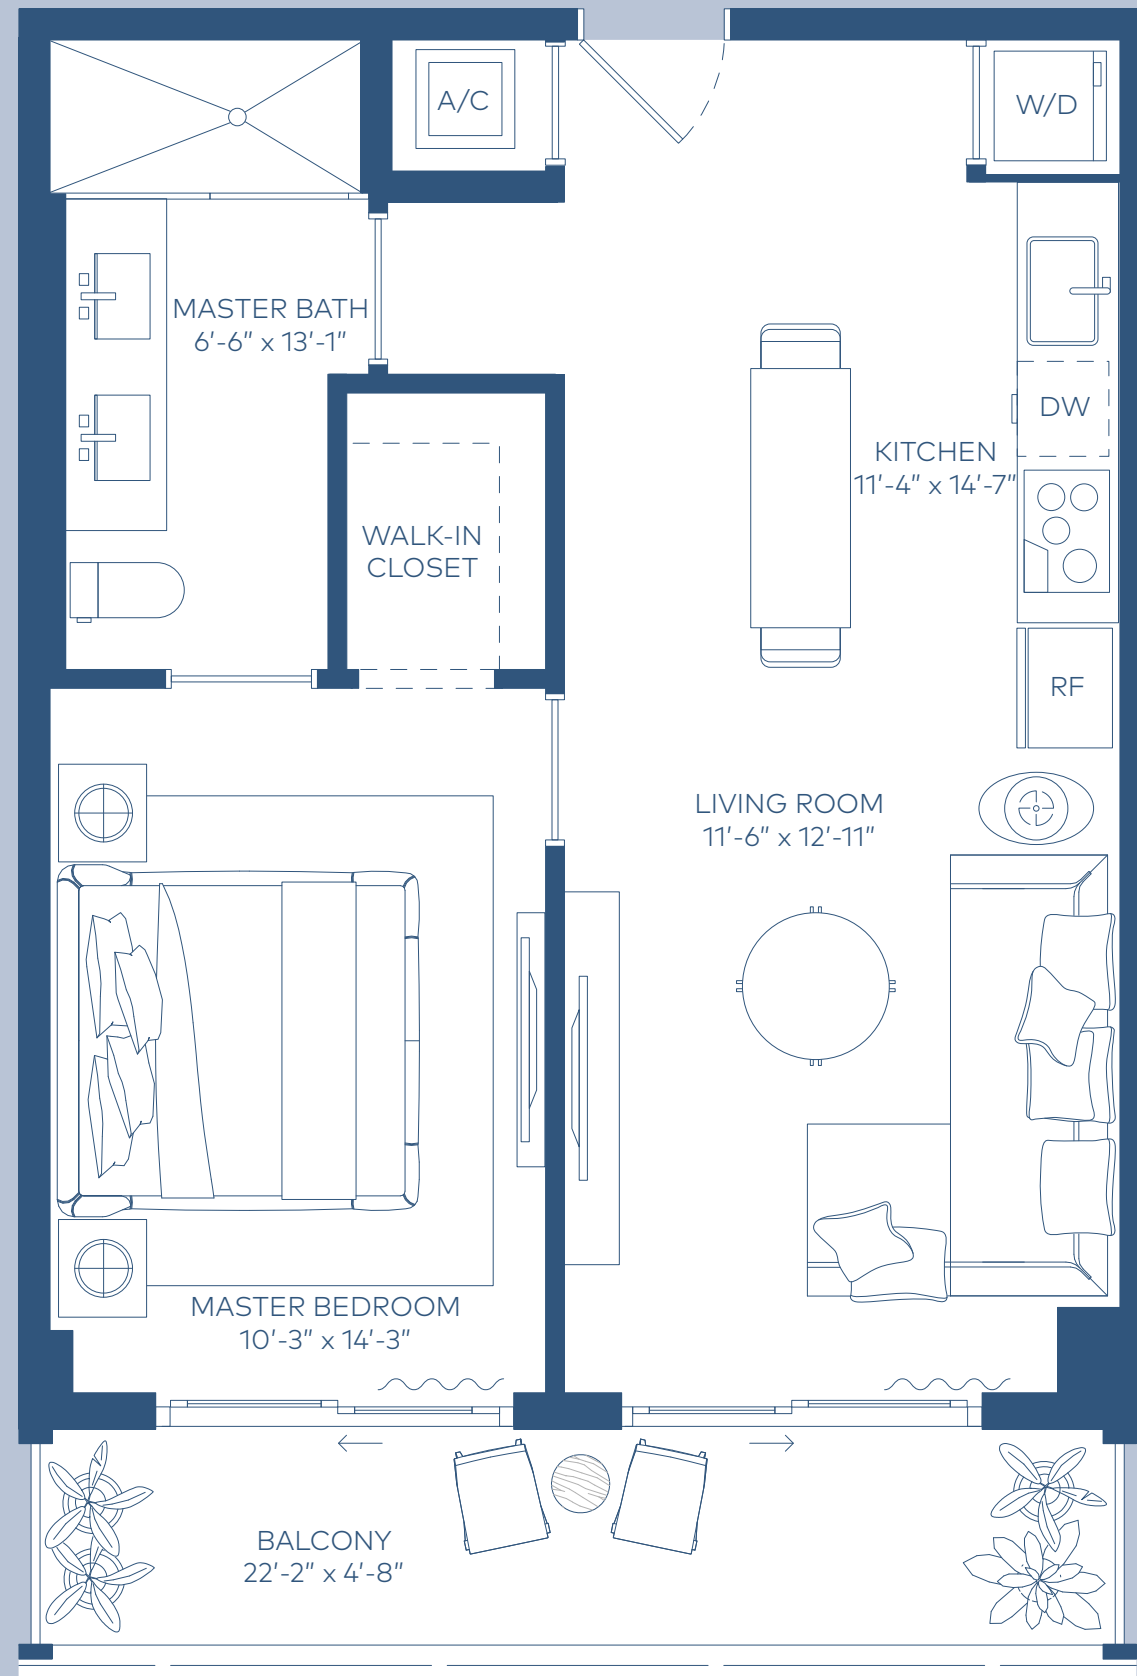 A/C
W/D
MASTER BATH
6'-6" x 13'-1"
DW
KITCHEN
11'-4" x 14'-7"
WALK-IN
CLOSET
RF
LIVING ROOM
11'-6" x 12'-11"
MASTER BEDROOM
10'-3" x 14'-3"
BALCONY
22'-2" x 4'-8"